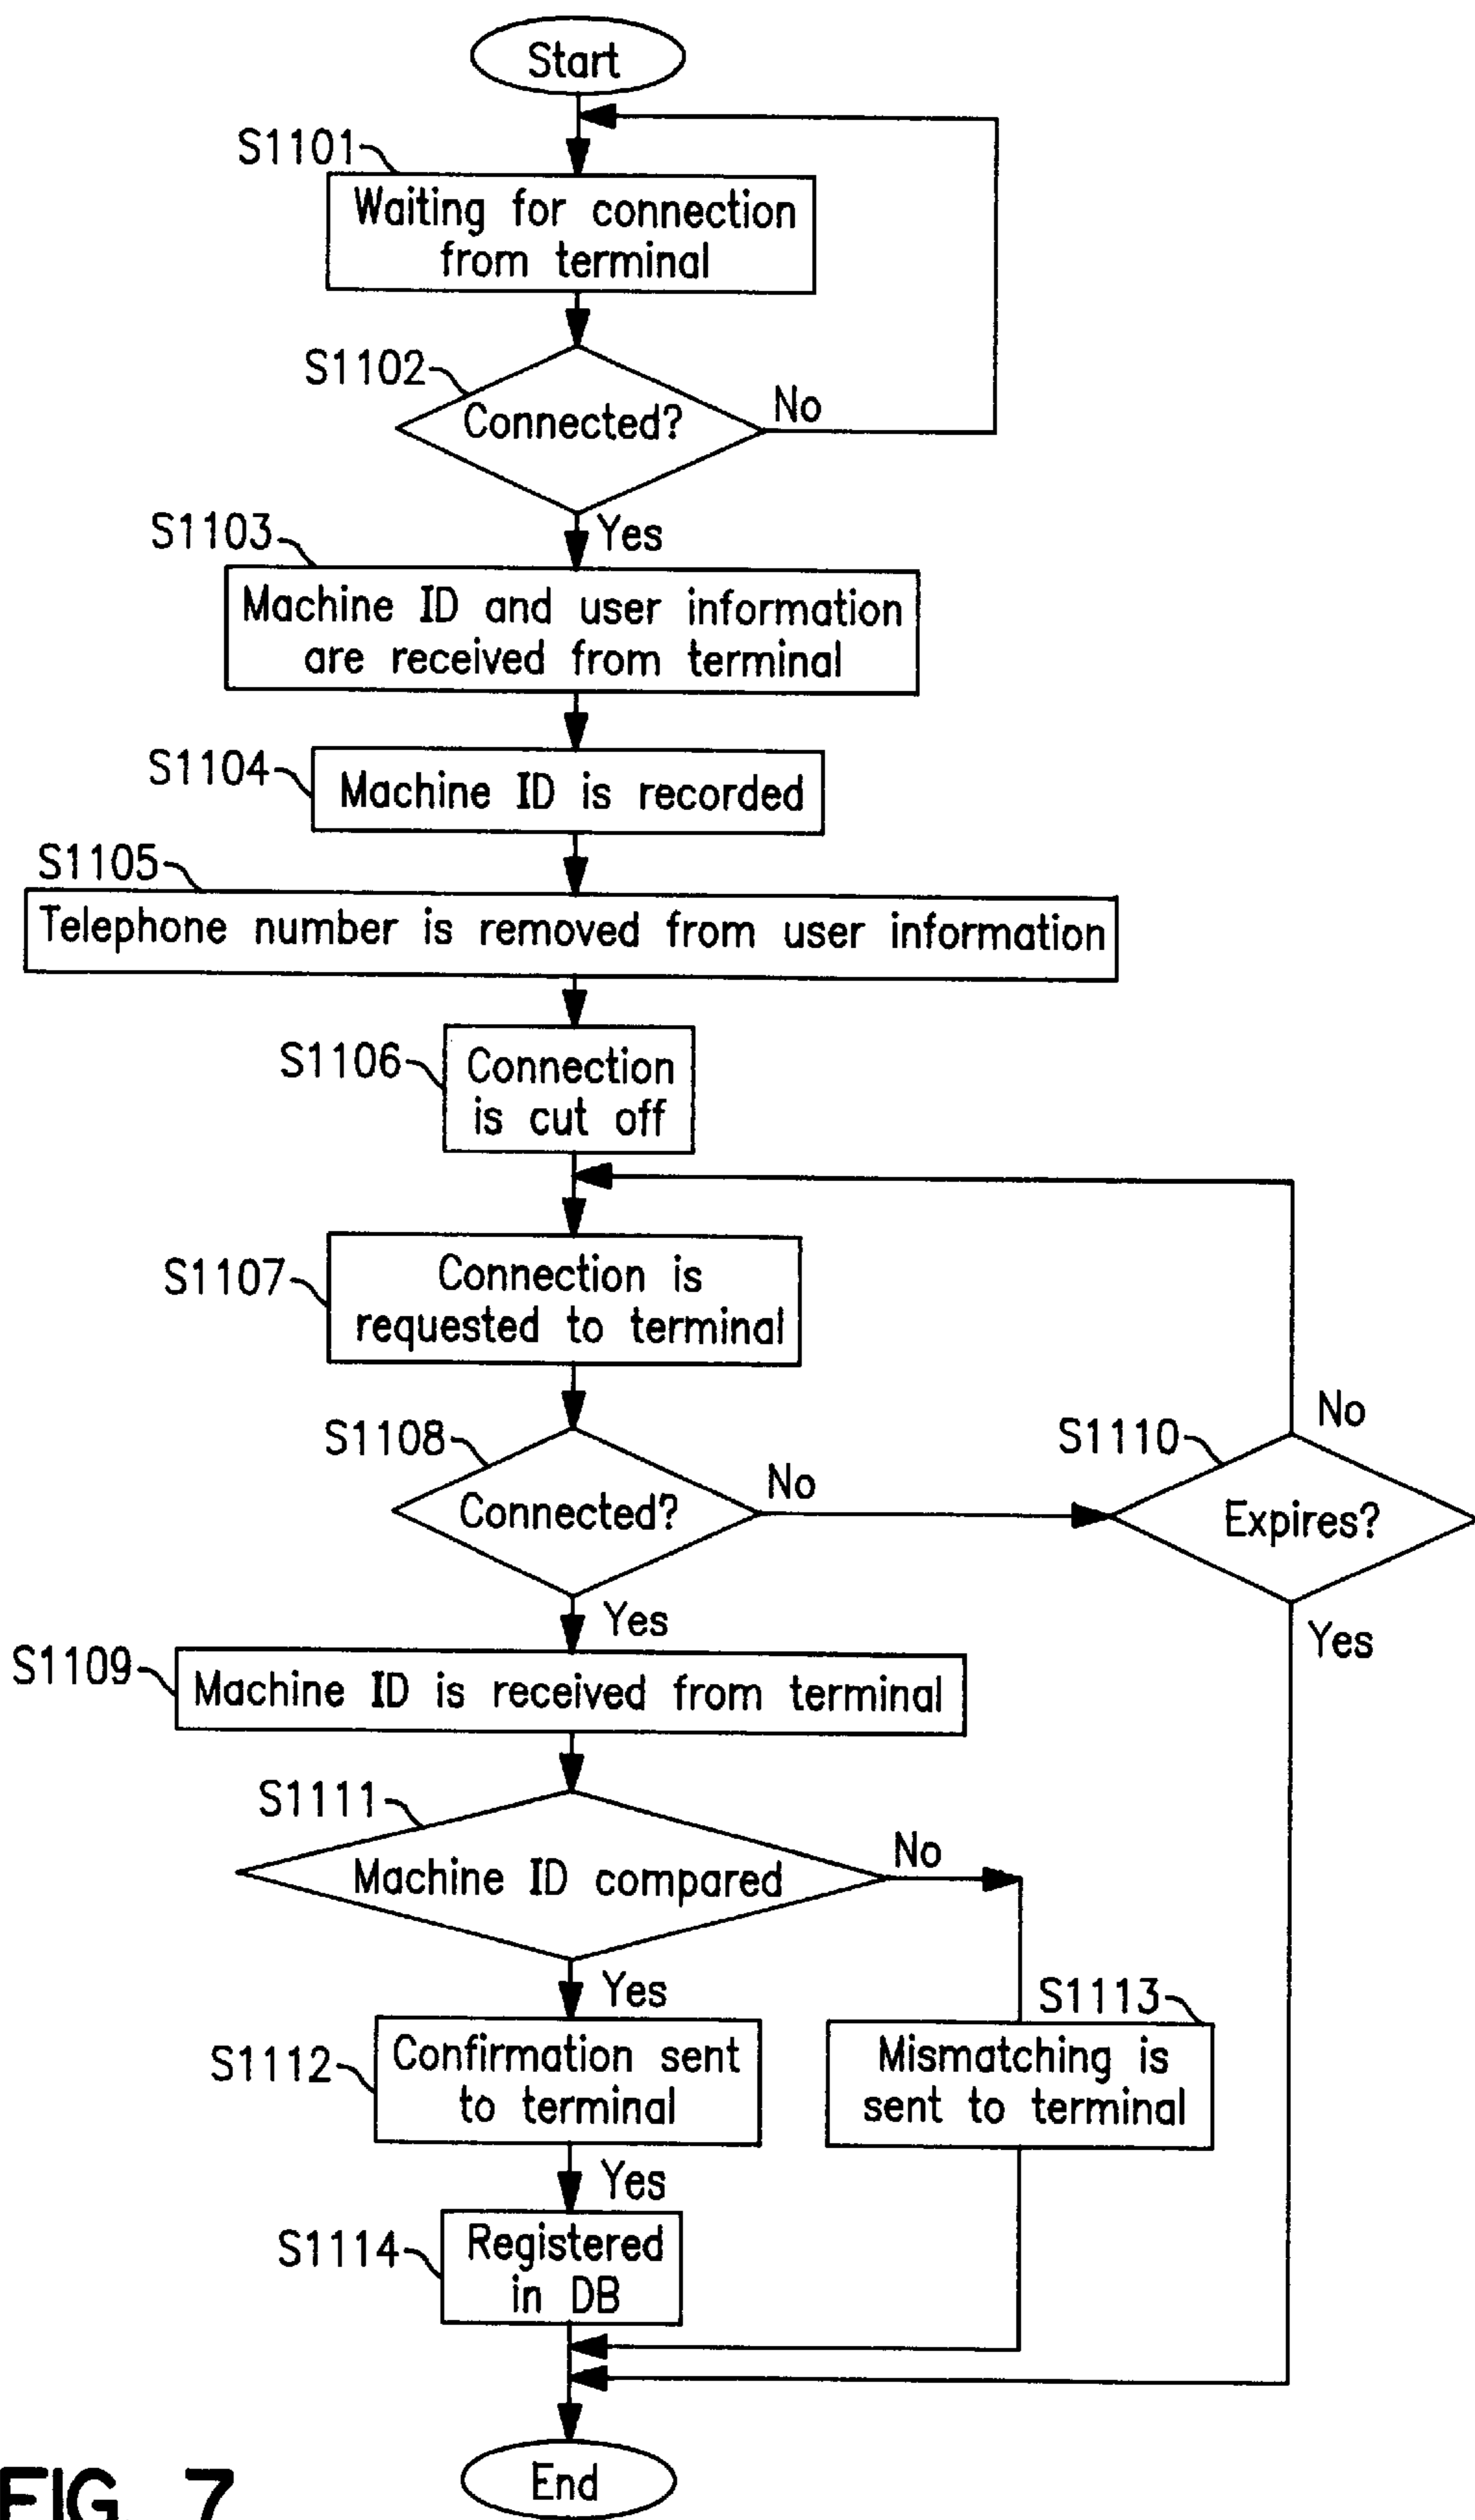 Start
S1101
Waiting for connection
from terminal
S1102
Connected?
No
Yes
S1103
Machine ID and user information
are received from terminal
S1104
Machine ID is recorded
S1105
Telephone number is removed from user information
S1106
Connection
is cut off
S1107
Connection is
requested to terminal
S1108
Connected?
No
S1110
Expires?
No
Yes
Yes
S1109
Machine ID is received from terminal
S1111
Machine ID compared
No
Yes
S1112
Confirmation sent
to terminal
S1113
Mismatching is
sent to terminal
Yes
S1114
Registered
in DB
End
FIG. 7